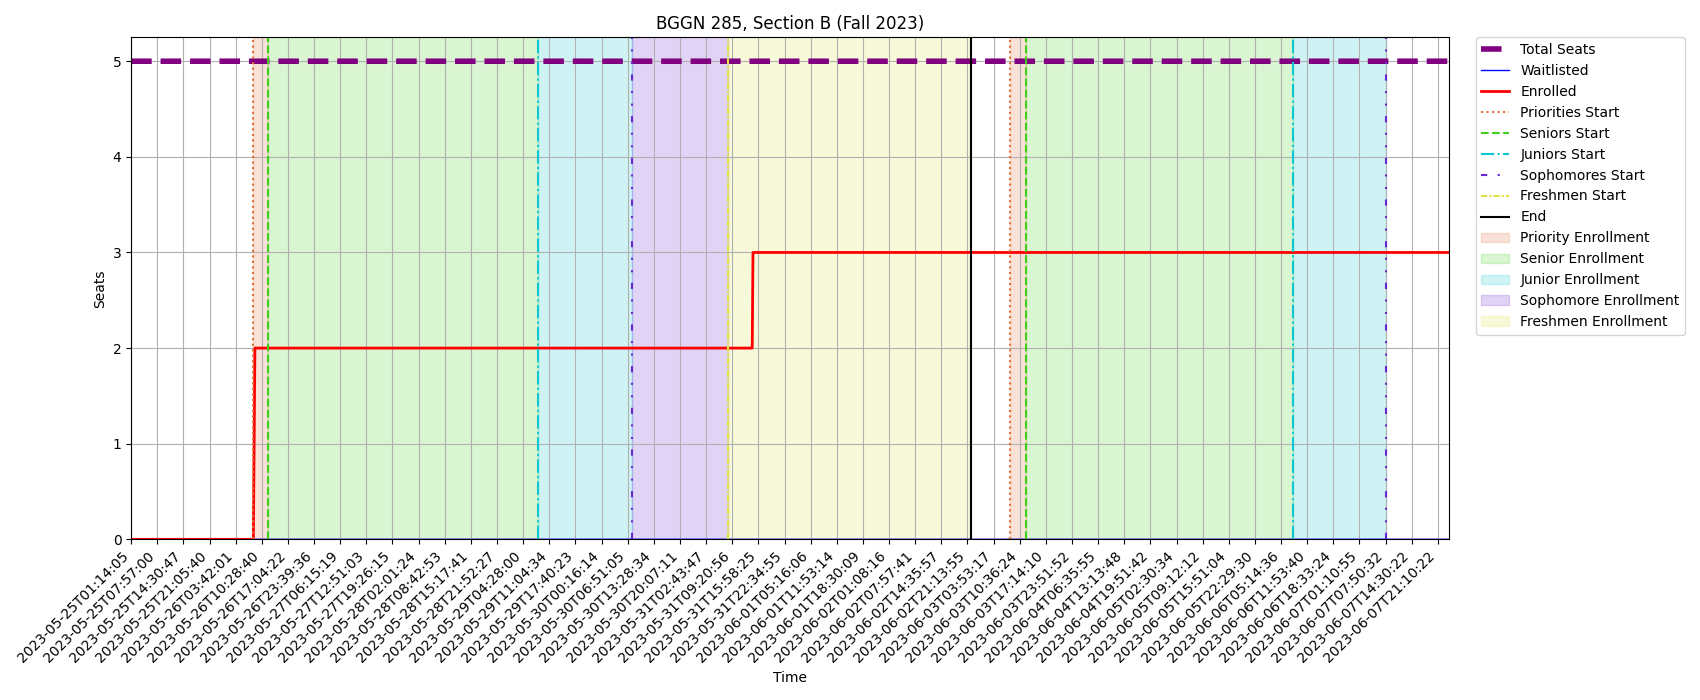 BGGN 285, Section B (Fall 2023)
Seats
5
4
3
2
1
0
2023-05-25T01:14:05
2023-05-25T07:57:00
2023-05-25T14:30:47
2023-05-25T21:05:40
2023-05-26T03:42:01
2023-05-26T10:28:40
2023-05-26T17:04:22
2023-05-26T23:39:36
2023-05-27T06:15:19
2023-05-27T12:51:03
2023-05-27T19:26:15
2023-05-28T02:01:24
2023-05-28T08:42:53
2023-05-28T15:17:41
2023-05-28T21:52:27
2023-05-29T04:28:00
2023-05-29T11:04:34
2023-05-29T17:40:23
2023-05-30T00:16:14
2023-05-30T06:51:05
2023-05-30T13:28:34
2023-05-30T20:07:11
2023-05-31T02:43:47
2023-05-31T09:20:56
2023-05-31T15:58:25
2023-05-31T22:34:55
2023-06-01T05:16:06
2023-06-01T11:53:14
2023-06-01T18:30:09
2023-06-02T01:08:16
2023-06-02T07:57:41
2023-06-02T14:35:57
2023-06-02T21:13:55
2023-06-03T03:53:17
2023-06-03T10:36:24
2023-06-03T17:14:10
2023-06-03T23:51:52
2023-06-04T06:35:55
2023-06-04T13:13:48
2023-06-04T19:51:42
2023-06-05T02:30:34
2023-06-05T09:12:12
2023-06-05T15:51:04
2023-06-05T22:29:30
2023-06-06T05:14:36
2023-06-06T11:53:40
2023-06-06T18:33:24
2023-06-07T01:10:55
2023-06-07T07:50:32
2023-06-07T14:30:22
2023-06-07T21:10:22
Time
Total Seats
Waitlisted
Enrolled
Priorities Start
Seniors Start
Juniors Start
Sophomores Start
Freshmen Start
End
Priority Enrollment
Senior Enrollment
Junior Enrollment
Sophomore Enrollment
Freshmen Enrollment